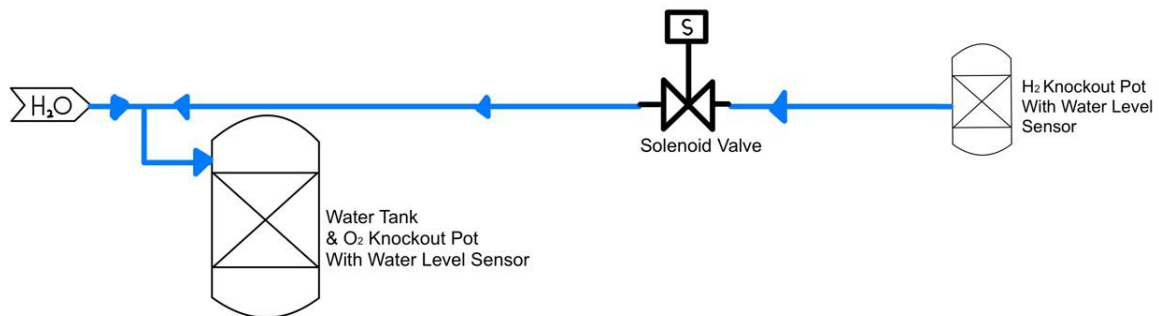 S
H₂O
H₂ Knockout Pot
With Water Level
Sensor
Solenoid Valve
Water Tank
& O₂ Knockout Pot
With Water Level Sensor